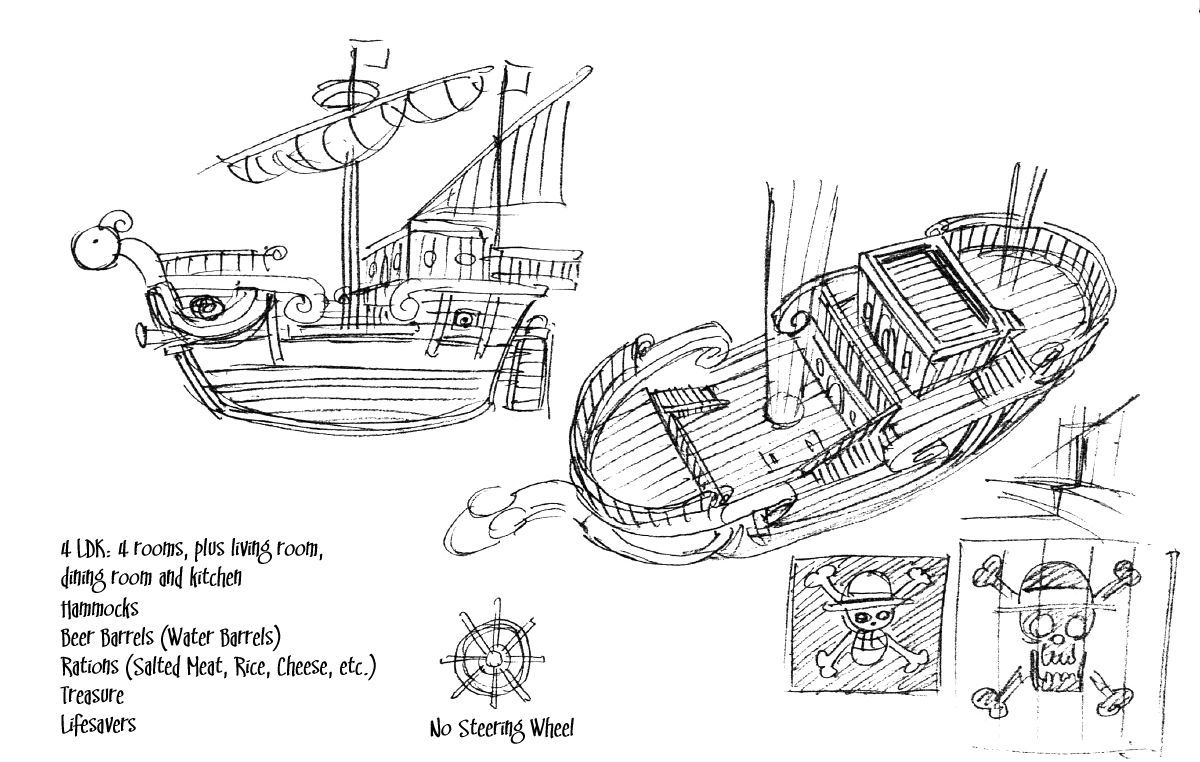 4 LDK: 4 rooms, plus living room,
dining room and kitchen
Hammocks
Beer Barrels (Water Barrels)
Rations (Salted Meat, Rice, Cheese, etc.)
Treasure
Lifesavers
No Steering Wheel